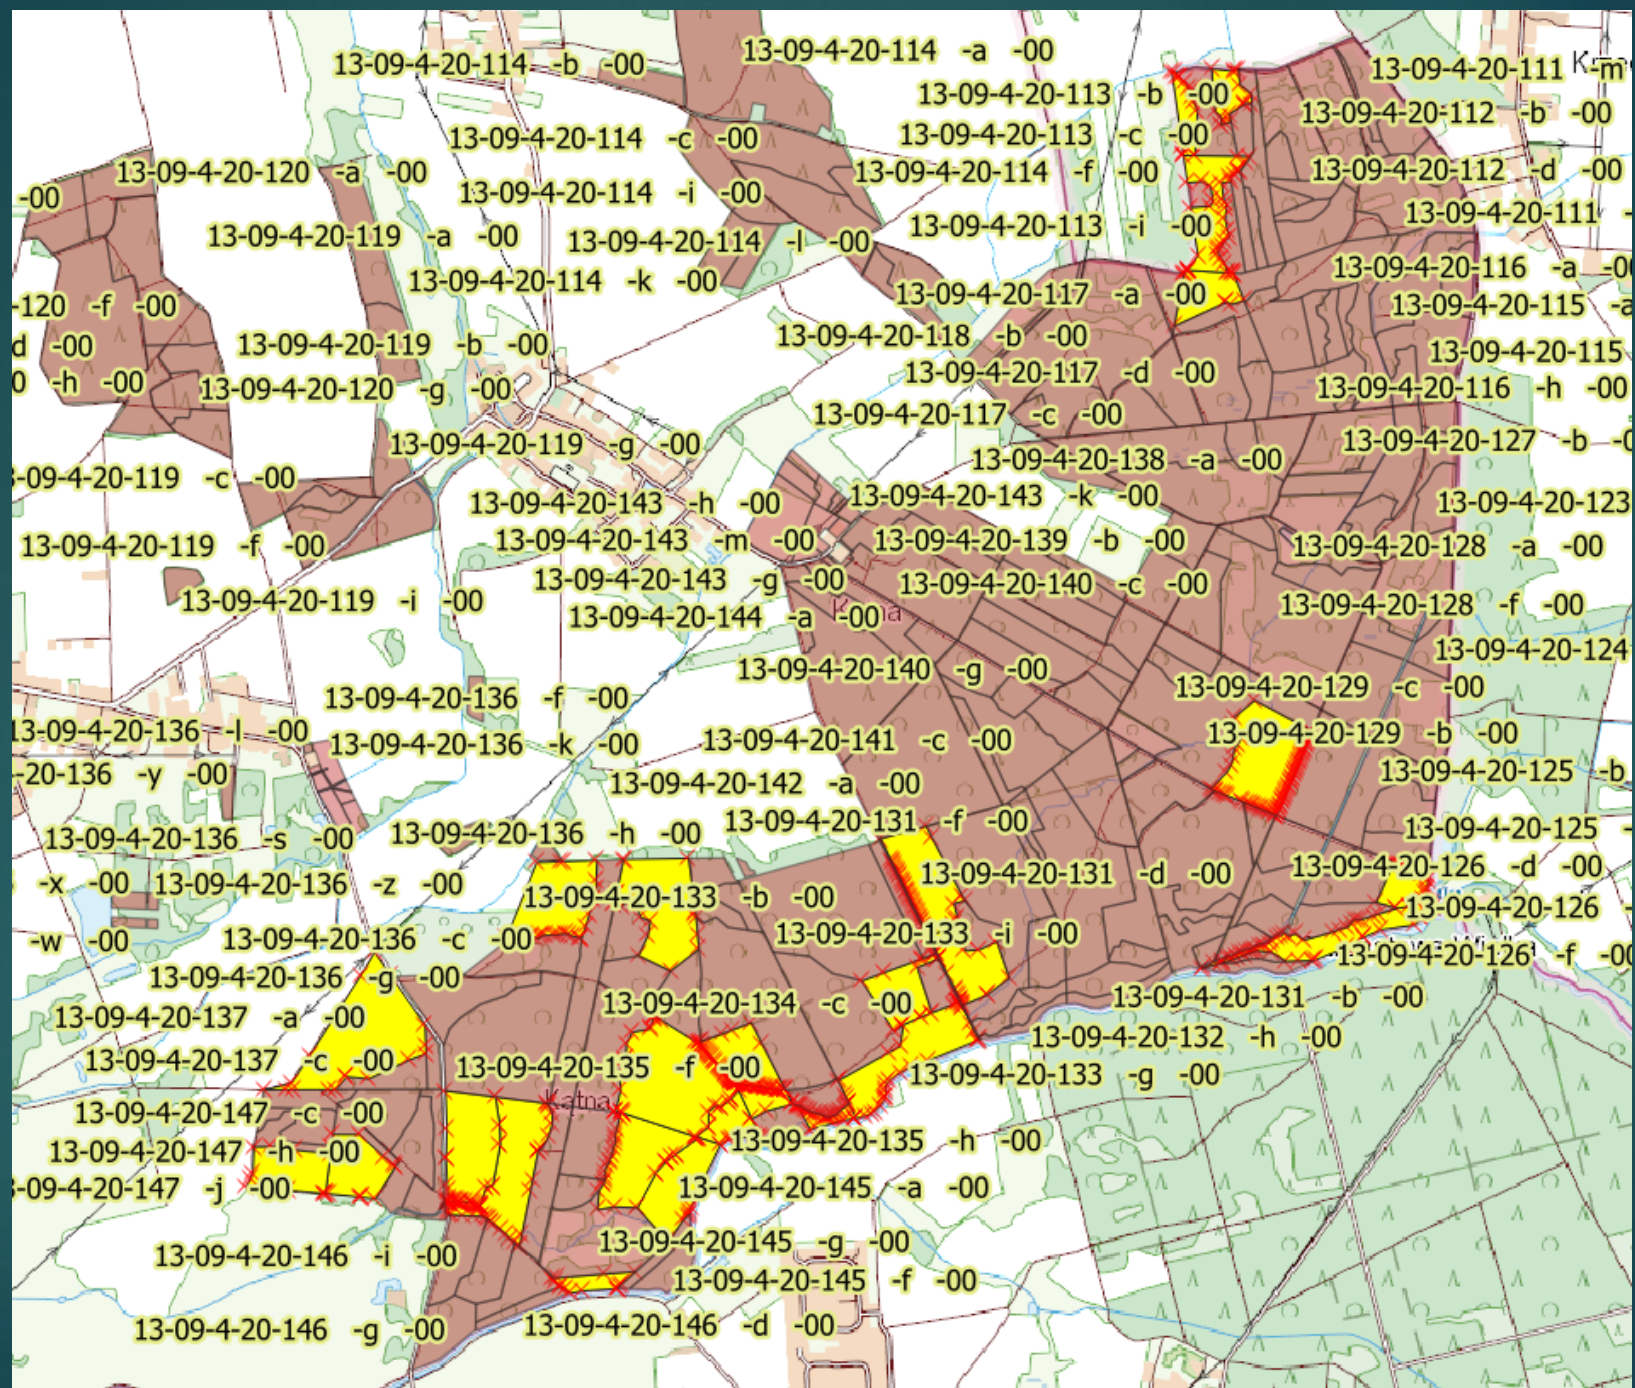 13-09-4-20-114 -a -00
13-09-4-20-114 -b -00
13-09-4-20-111 -m
13-09-4-20-113 -b -00
13-09-4-20-112 -b -00
13-09-4-20-114 -c -00
13-09-4-20-113 -c -00
13-09-4-20-120 -a -00
13-09-4-20-114 -f -00
13-09-4-20-112 -d -00
-00
13-09-4-20-114 -i -00
13-09-4-20-111 -
13-09-4-20-113 -i -00
13-09-4-20-119 -a -00
13-09-4-20-114 -l -00
13-09-4-20-116 -a -00
13-09-4-20-114 -k -00
13-09-4-20-117 -a -00
-120 -f -00
13-09-4-20-115 -a
13-09-4-20-118 -b -00
d -00
13-09-4-20-119 -b -00
13-09-4-20-115
13-09-4-20-117 -d -00
0 -h -00
13-09-4-20-120 -g -00
13-09-4-20-116 -h -00
13-09-4-20-117 -c -00
13-09-4-20-119 -g -00
13-09-4-20-127 -b -0
13-09-4-20-138 -a -00
-09-4-20-119 -c -00
13-09-4-20-143 -h -00
13-09-4-20-143 -k -00
13-09-4-20-123
13-09-4-20-119 -f -00
13-09-4-20-143 -m -00
13-09-4-20-139 -b -00
13-09-4-20-128 -a -00
13-09-4-20-143 -g -00
13-09-4-20-140 -c -00
13-09-4-20-119 -i -00
13-09-4-20-144 -a -00
13-09-4-20-128 -f -00
13-09-4-20-124
13-09-4-20-140 -g -00
13-09-4-20-136 -f -00
13-09-4-20-129 -c -00
13-09-4-20-136 -l -00
13-09-4-20-136 -k -00
13-09-4-20-141 -c -00
13-09-4-20-129 -b -00
-20-136 -y -00
13-09-4-20-142 -a -00
13-09-4-20-125 -b
13-09-4-20-136 -s -00
13-09-4-20-136 -h -00
13-09-4-20-131 -f -00
13-09-4-20-125 -
13-09-4-20-126 -d -00
-x -00
13-09-4-20-136 -z -00
13-09-4-20-131 -d -00
13-09-4-20-133 -b -00
13-09-4-20-126 -
-w -00
13-09-4-20-136 -c -00
13-09-4-20-133 -i -00
13-09-4-20-126 -f -00
13-09-4-20-136 -g -00
13-09-4-20-131 -b -00
13-09-4-20-134 -c -00
13-09-4-20-137 -a -00
13-09-4-20-132 -h -00
13-09-4-20-137 -c -00
13-09-4-20-135 -f -00
13-09-4-20-133 -g -00
Kątna
13-09-4-20-147 -c -00
13-09-4-20-135 -h -00
13-09-4-20-147 -h -00
-09-4-20-147 -j -00
13-09-4-20-145 -a -00
13-09-4-20-145 -g -00
13-09-4-20-146 -i -00
13-09-4-20-145 -f -00
13-09-4-20-146 -g -00
13-09-4-20-146 -d -00